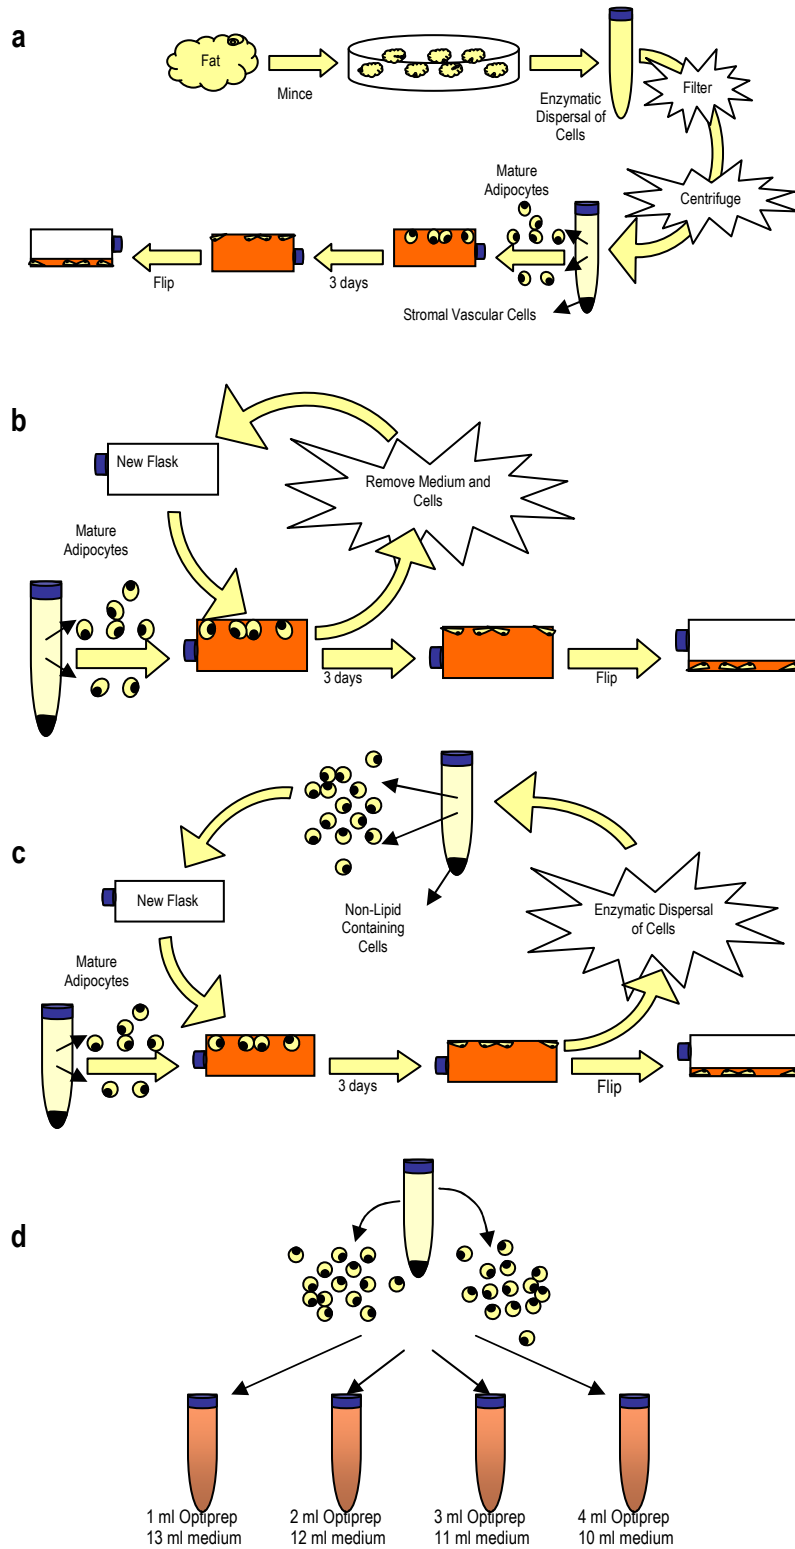 a
Fat
Mince
Enzymatic
Dispersal of
Cells
Filter
Centrifuge
Mature
Adipocytes
Stromal Vascular Cells
3 days
Flip
b
New Flask
Remove Medium and
Cells
Mature
Adipocytes
3 days
Flip
c
New Flask
Non-Lipid
Containing
Cells
Enzymatic Dispersal
of Cells
Mature
Adipocytes
3 days
Flip
d
1 ml Optiprep
13 ml medium
2 ml Optiprep
12 ml medium
3 ml Optiprep
11 ml medium
4 ml Optiprep
10 ml medium